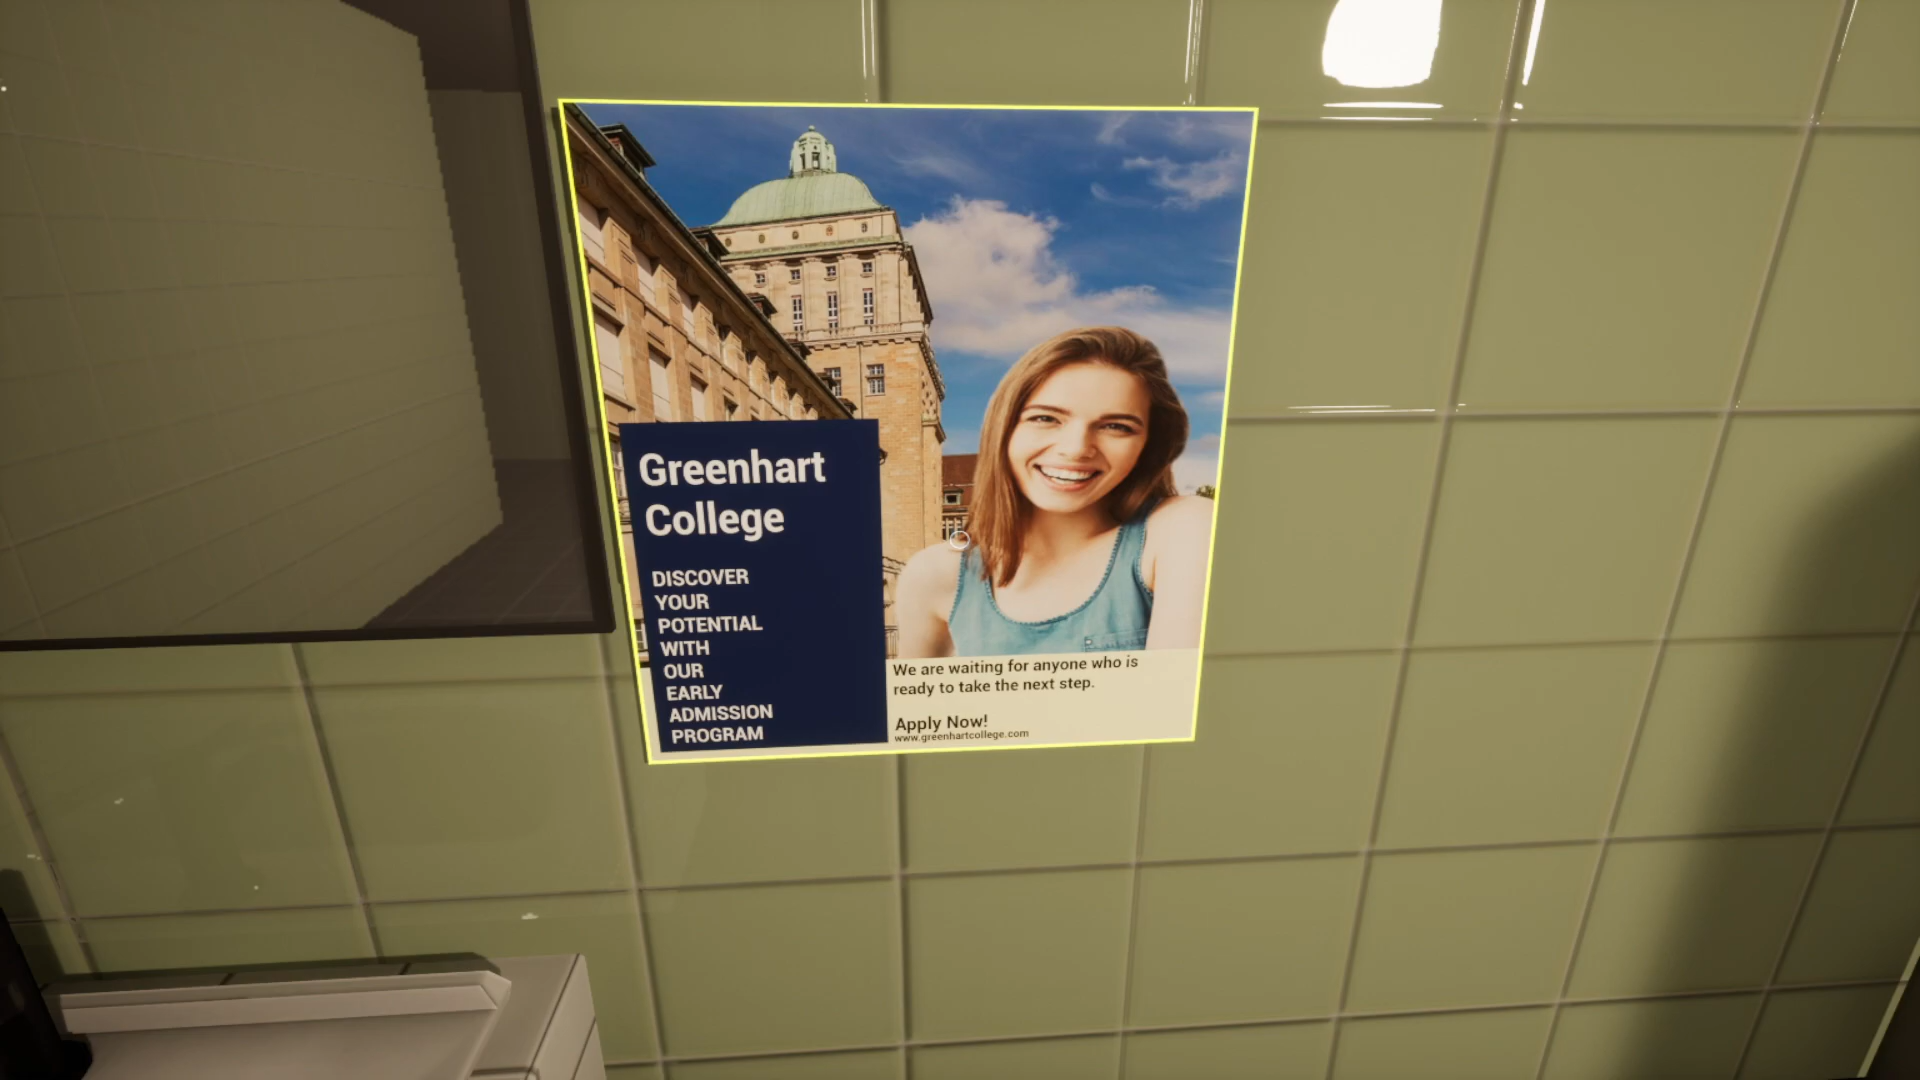 Greenhart
College
DISCOVER
YOUR
POTENTIAL
WITH
OUR
EARLY
ADMISSION
PROGRAM
We are waiting for anyone who is
ready to take the next step.
Apply Now!
www.greenhartcollege.com